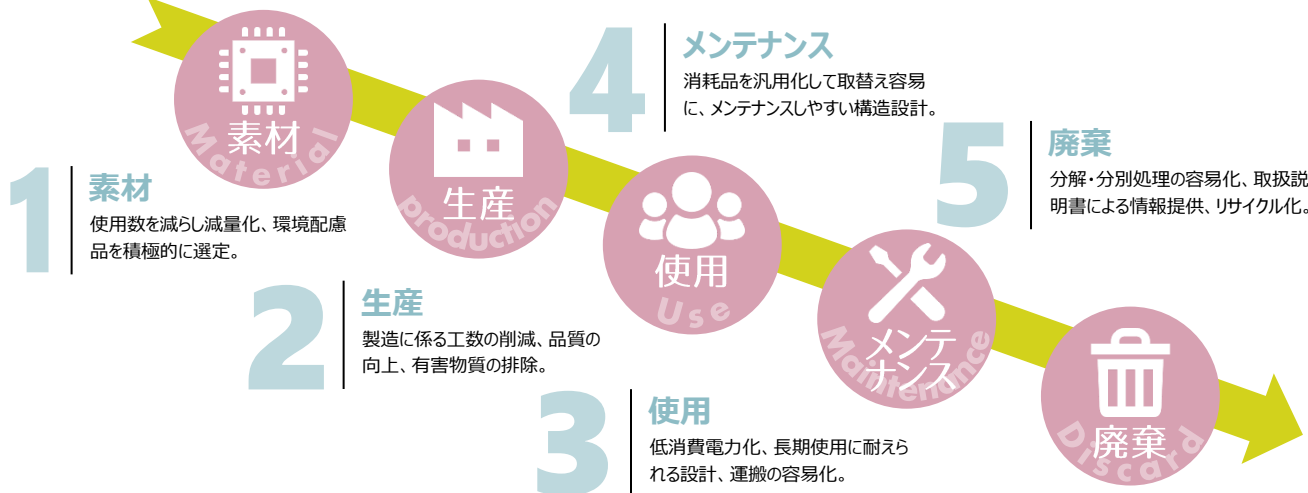 素材
Material
生産
production
使用
Use
メンテ
ナンス
Maintenance
廃棄
Discard
1
素材
使用数を減らし減量化、環境配慮
品を積極的に選定。
2
生産
製造に係る工数の削減、品質の
向上、有害物質の排除。
3
使用
低消費電力化、長期使用に耐えら
れる設計、運搬の容易化。
4
メンテナンス
消耗品を汎用化して取替え容易
に、メンテナンスしやすい構造設計。
5
廃棄
分解・分別処理の容易化、取扱説
明書による情報提供、リサイクル化。